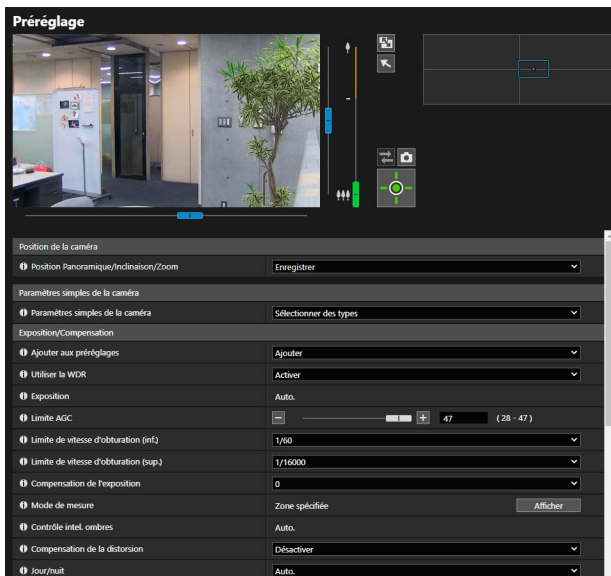 Préréglage
Position de la caméra
Position Panoramique/Inclinaison/Zoom Enregistrer
Paramètres simples de la caméra
Paramètres simples de la caméra Sélectionner des types
Exposition/Compensation
Ajouter aux préréglages Ajouter
Utiliser la WDR Activer
Exposition Auto.
Limite AGC 47 ( 28 - 47 )
Limite de vitesse d'obturation (inf.) 1/60
Limite de vitesse d'obturation (sup.) 1/16000
Compensation de l'exposition 0
Mode de mesure Zone spécifiée Afficher
Contrôle intel. ombres Auto.
Compensation de la distorsion Désactiver
Jour/nuit Auto.